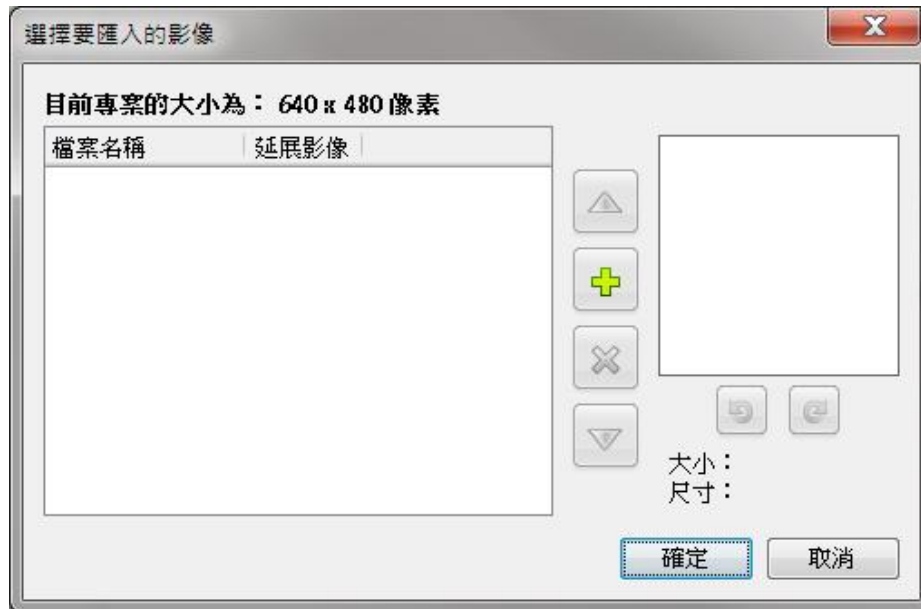 選擇要匯入的影像
目前專案的大小為： 640 x 480 像素
檔案名稱 延展影像
大小：
尺寸：
確定 取消